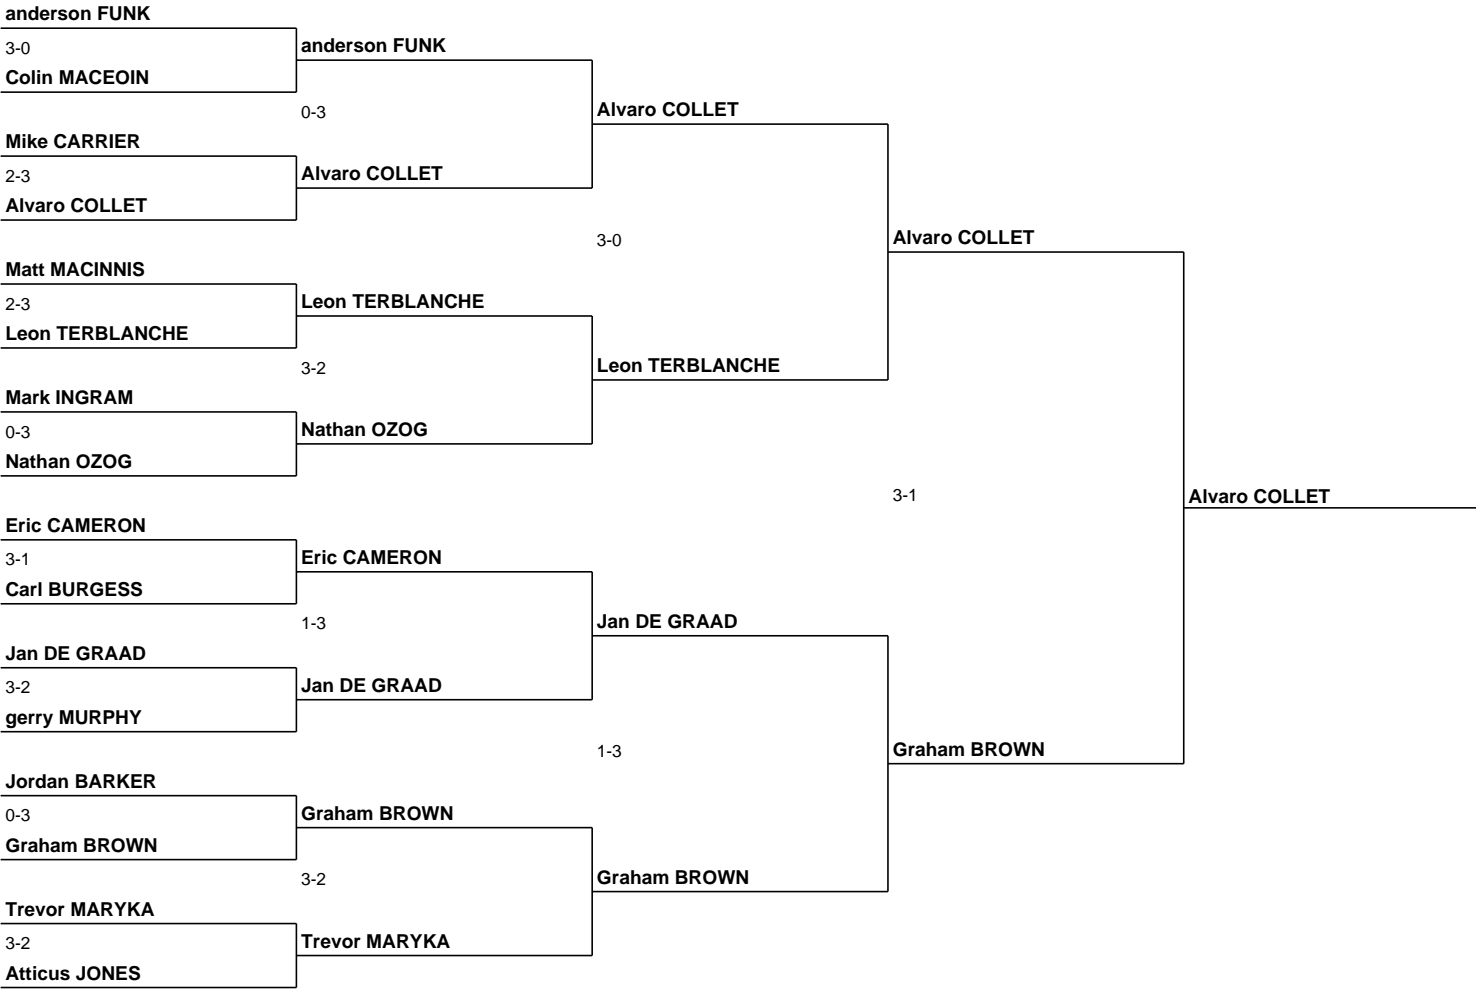 anderson FUNK
3-0
Colin MACEOIN
Mike CARRIER
2-3
Alvaro COLLET
Matt MACINNIS
2-3
Leon TERBLANCHE
Mark INGRAM
0-3
Nathan OZOG
Eric CAMERON
3-1
Carl BURGESS
Jan DE GRAAD
3-2
gerry MURPHY
Jordan BARKER
0-3
Graham BROWN
Trevor MARYKA
3-2
Atticus JONES
anderson FUNK
0-3
Alvaro COLLET
Leon TERBLANCHE
3-2
Nathan OZOG
Eric CAMERON
1-3
Jan DE GRAAD
Graham BROWN
3-2
Trevor MARYKA
Alvaro COLLET
3-0
Leon TERBLANCHE
Jan DE GRAAD
1-3
Graham BROWN
Alvaro COLLET
3-1
Graham BROWN
Alvaro COLLET